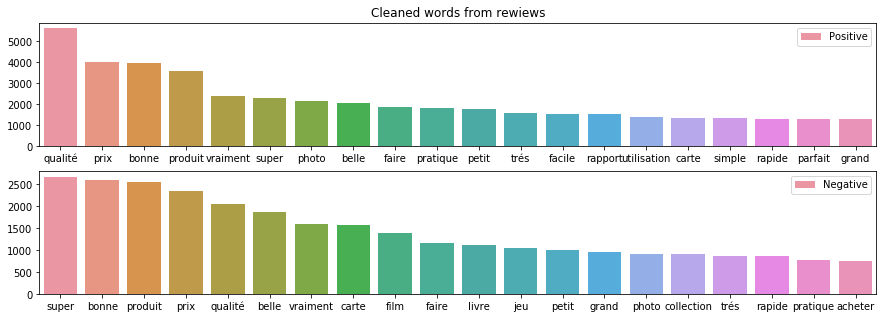 Cleaned words from rewiews
Positive
5000
4000
3000
2000
1000
0
qualité prix bonne produit vraiment super photo belle faire pratique petit trés facile rapport utilisation carte simple rapide parfait grand
Negative
2500
2000
1500
1000
500
0
super bonne produit prix qualité belle vraiment carte film faire livre jeu petit grand photo collection trés rapide pratique acheter